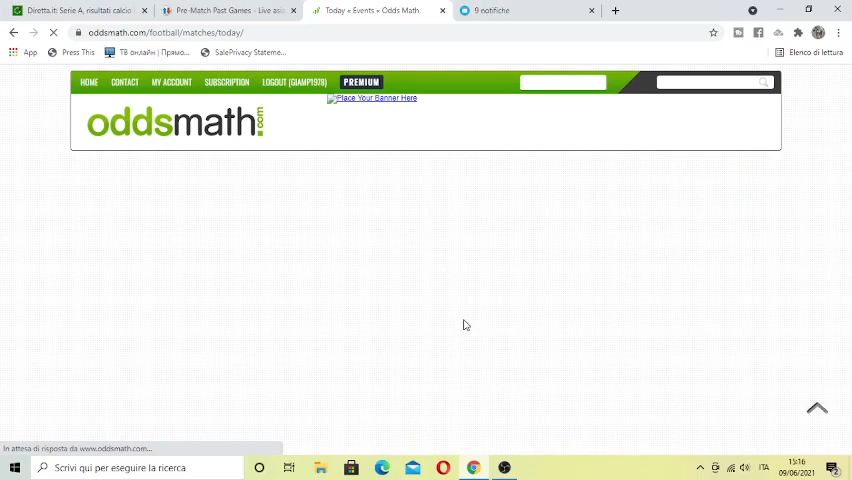 Diretta.it: Serie A, risultati calcio
Pre-Match Past Games - Live asi
Today « Events « Odds Math
9 notifiche
oddsmath.com/football/matches/today/
App
Press This
ТВ онлайн | Прямо...
SalePrivacy Stateme...
Elenco di lettura
HOME
CONTACT
MY ACCOUNT
SUBSCRIPTION
LOGOUT (GIAMP1978)
PREMIUM
Place Your Banner Here
oddsmath.com
In attesa di risposta da www.oddsmath.com...
Scrivi qui per eseguire la ricerca
ITA
15:16
09/06/2021
2